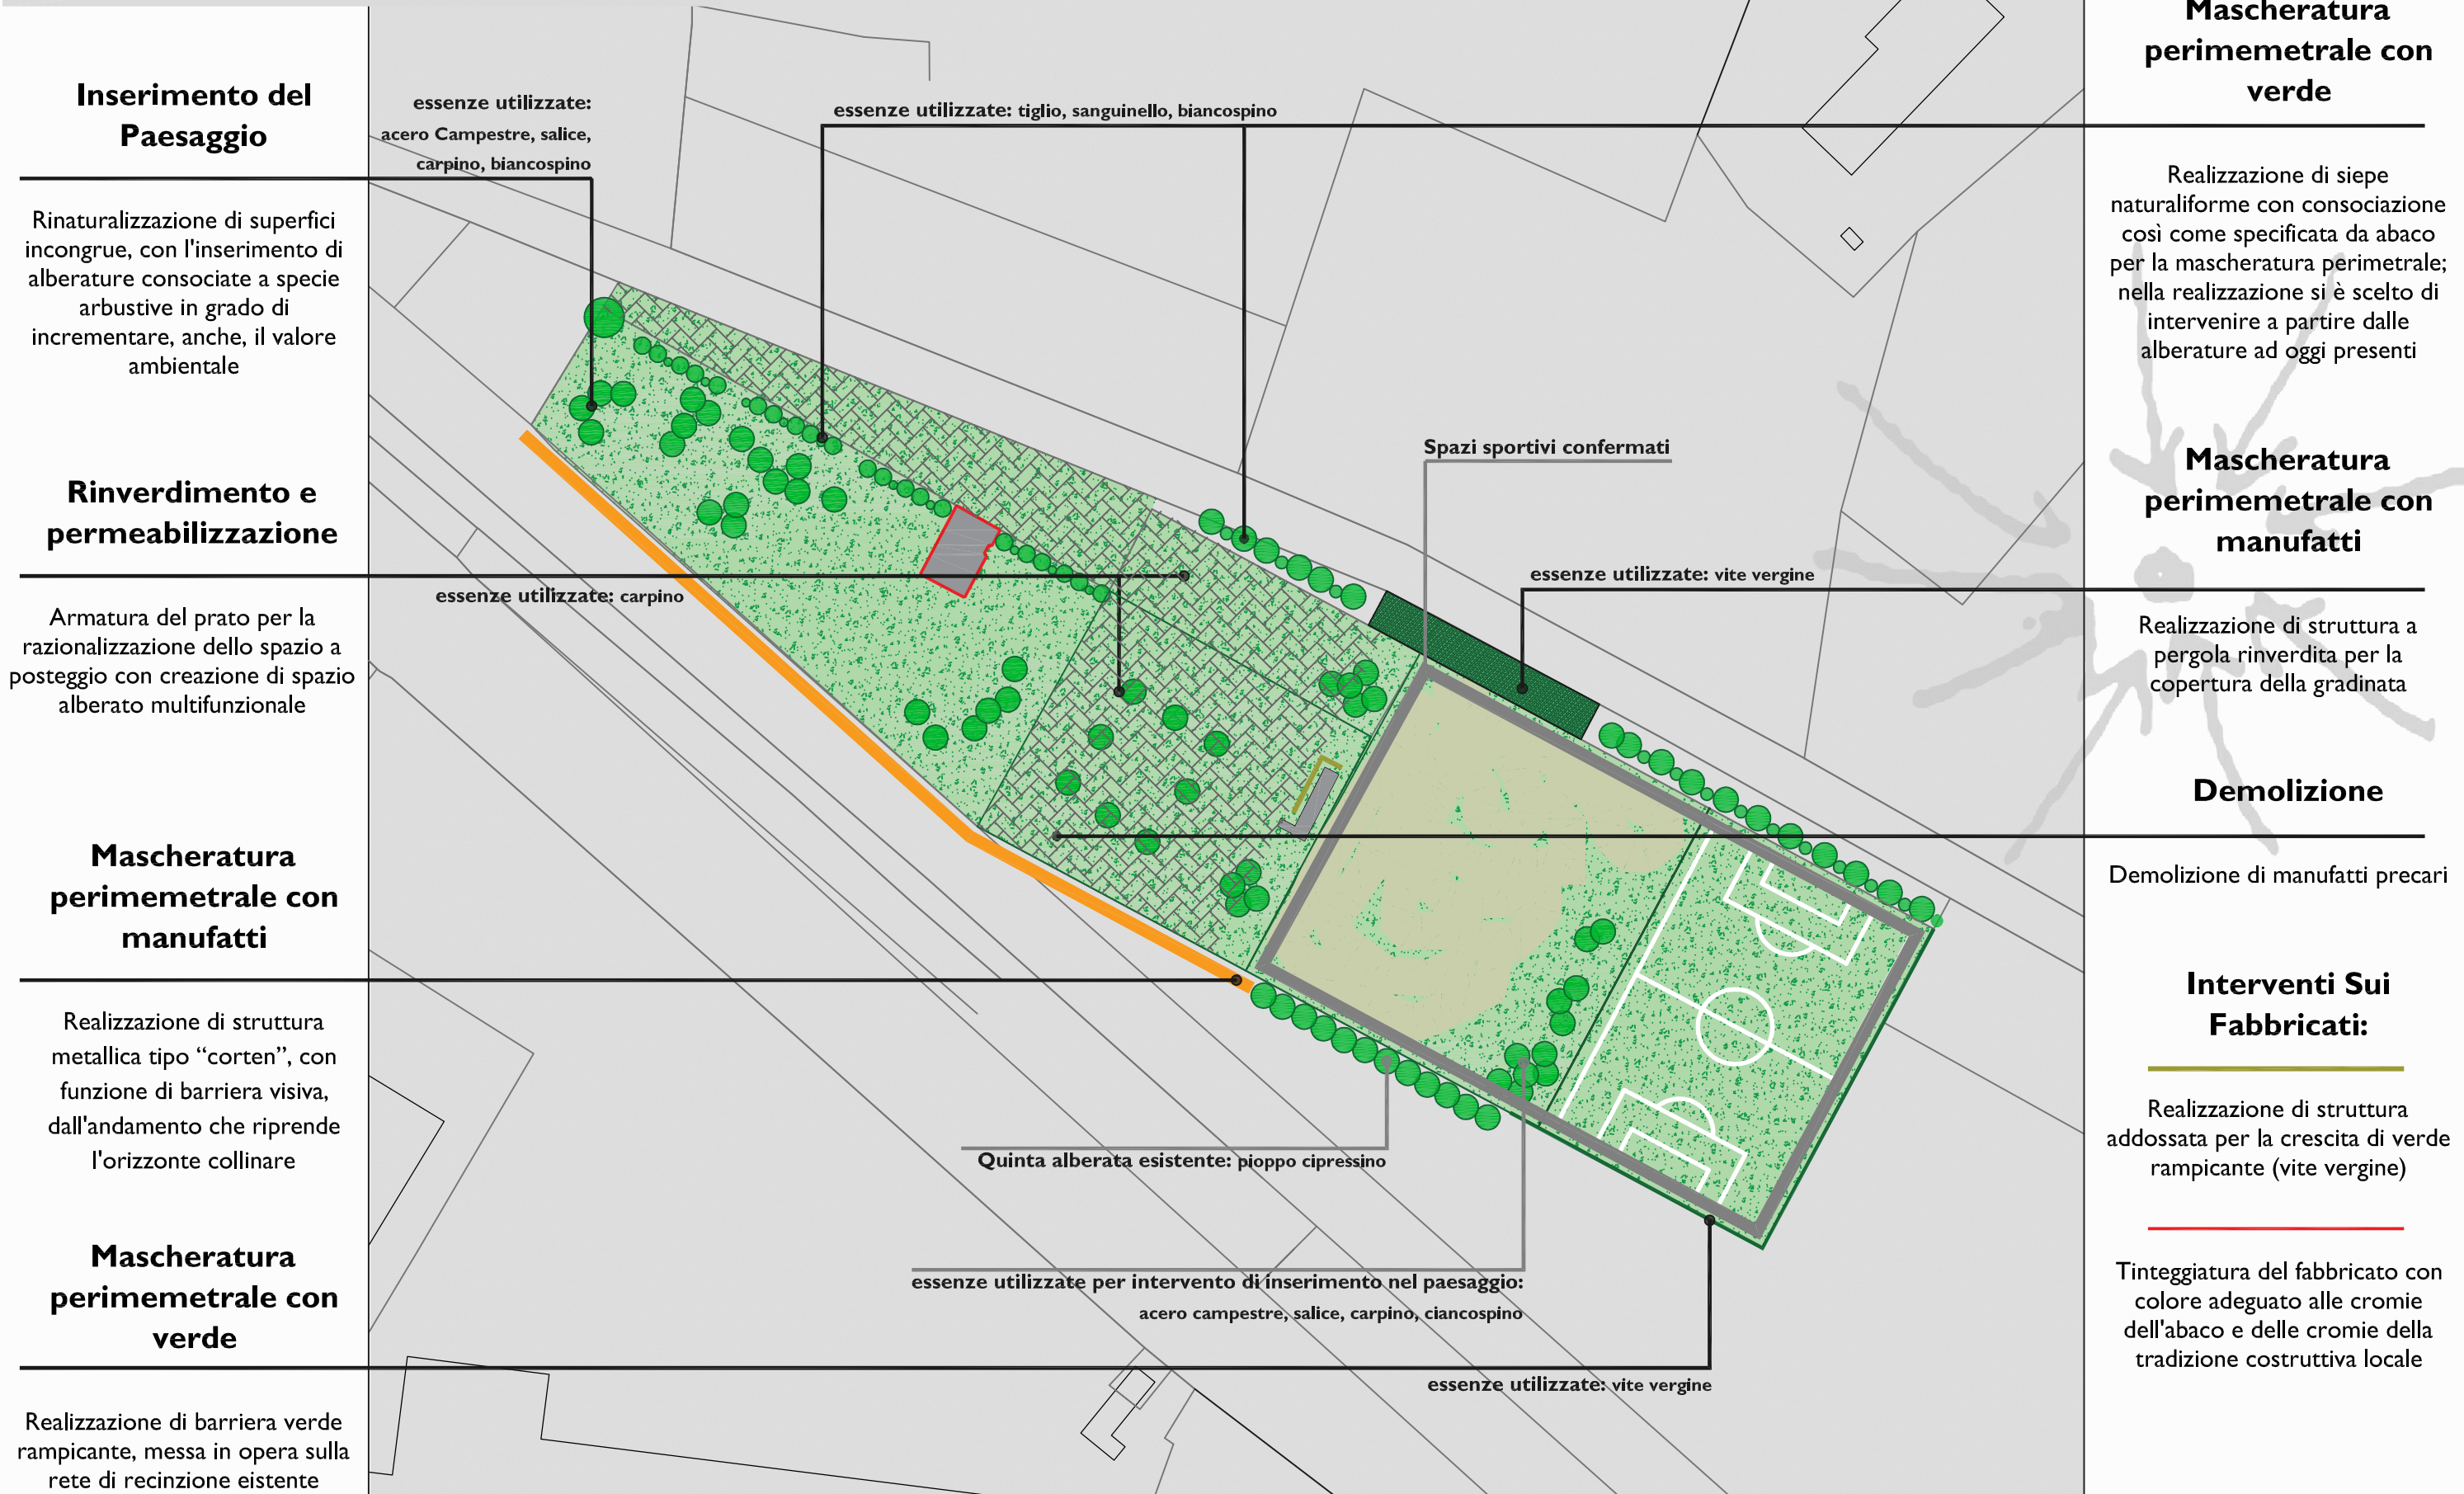 Inserimento del
Paesaggio
Rinaturalizzazione di superfici
incongrue, con l'inserimento di
alberature consociate a specie
arbustive in grado di
incrementare, anche, il valore
ambientale
Rinverdimento e
permeabilizzazione
Armatura del prato per la
razionalizzazione dello spazio a
posteggio con creazione di spazio
alberato multifunzionale
Mascheratura
perimemetrale con
manufatti
Realizzazione di struttura
metallica tipo “corten”, con
funzione di barriera visiva,
dall'andamento che riprende
l'orizzonte collinare
Mascheratura
perimemetrale con
verde
Realizzazione di barriera verde
rampicante, messa in opera sulla
rete di recinzione eistente
essenze utilizzate:
acero Campestre, salice,
carpino, biancospino
essenze utilizzate: tiglio, sanguinello, biancospino
Spazi sportivi confermati
essenze utilizzate: vite vergine
essenze utilizzate: carpino
Quinta alberata esistente: pioppo cipressino
essenze utilizzate per intervento di inserimento nel paesaggio:
acero campestre, salice, carpino, ciancospino
essenze utilizzate: vite vergine
Mascheratura
perimemetrale con
verde
Realizzazione di siepe
naturaliforme con consociazione
così come specificata da abaco
per la mascheratura perimetrale;
nella realizzazione si è scelto di
intervenire a partire dalle
alberature ad oggi presenti
Mascheratura
perimemetrale con
manufatti
Realizzazione di struttura a
pergola rinverdita per la
copertura della gradinata
Demolizione
Demolizione di manufatti precari
Interventi Sui
Fabbricati:
Realizzazione di struttura
addossata per la crescita di verde
rampicante (vite vergine)
Tinteggiatura del fabbricato con
colore adeguato alle cromie
dell'abaco e delle cromie della
tradizione costruttiva locale